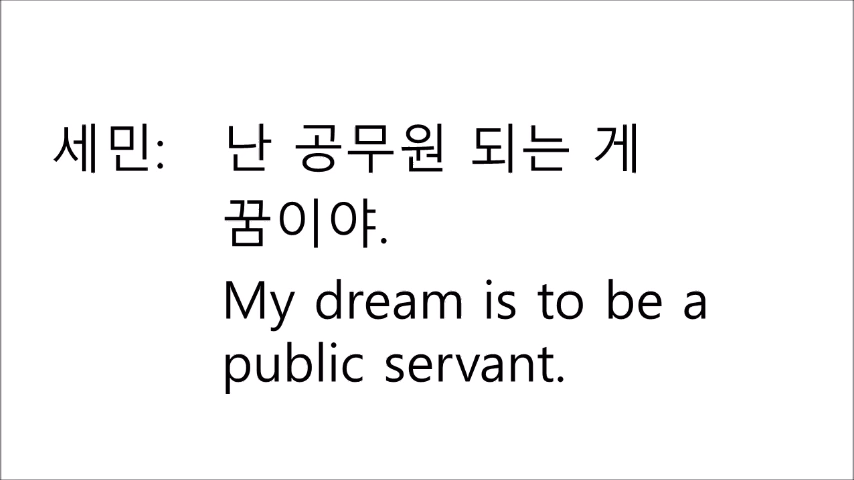 세민: 난 공무원 되는 게
꿈이야.
My dream is to be a
public servant.